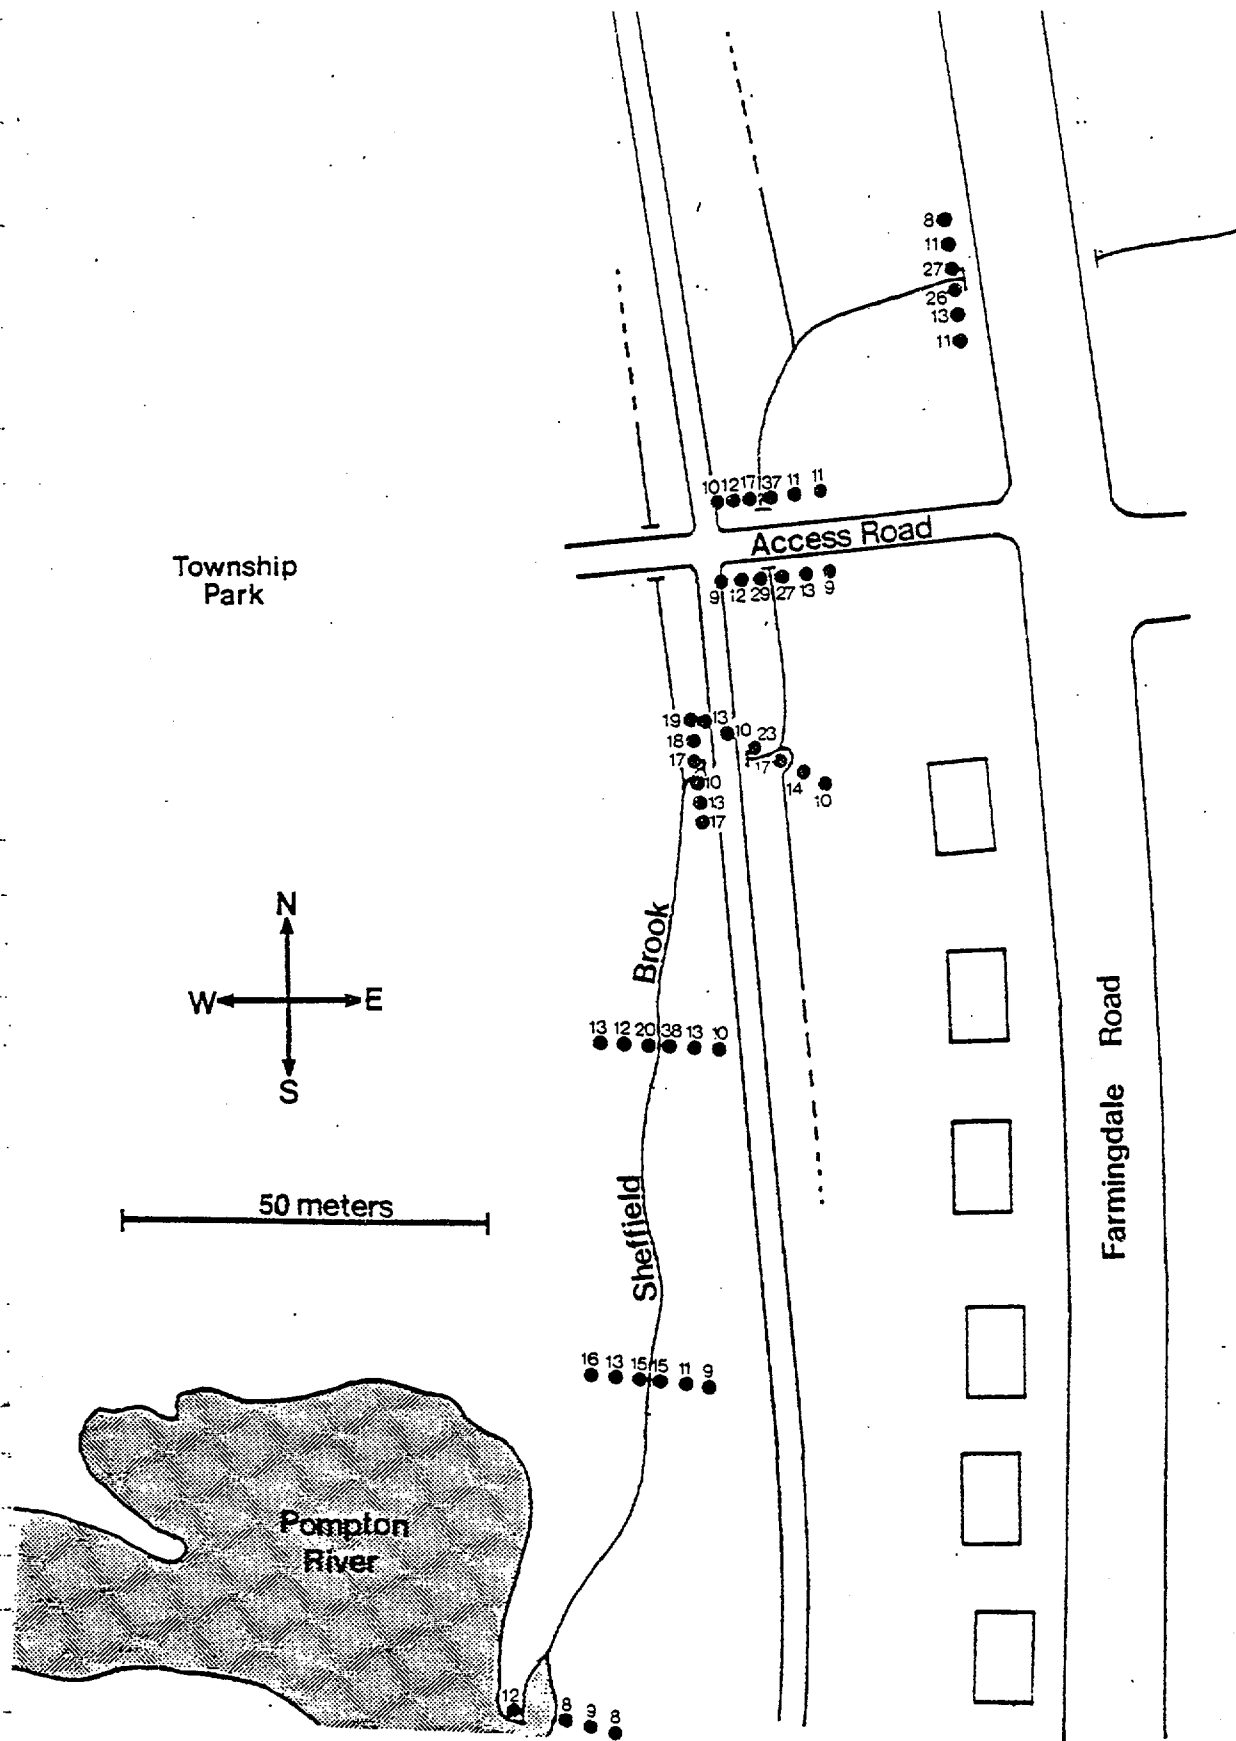 8
11
27
26
13
11
10 12 17 137 11 11
Access Road
Township
Park
9 12 29 27 13 9
19 13
10 23
18
17 17
10 14
13 10
17
N
W E
S
Brook
13 12 20 38 13 10
50 meters
Sheffield
Farmingdale Road
16 13 15 15 11 9
Pompton
River
12 8 9 8